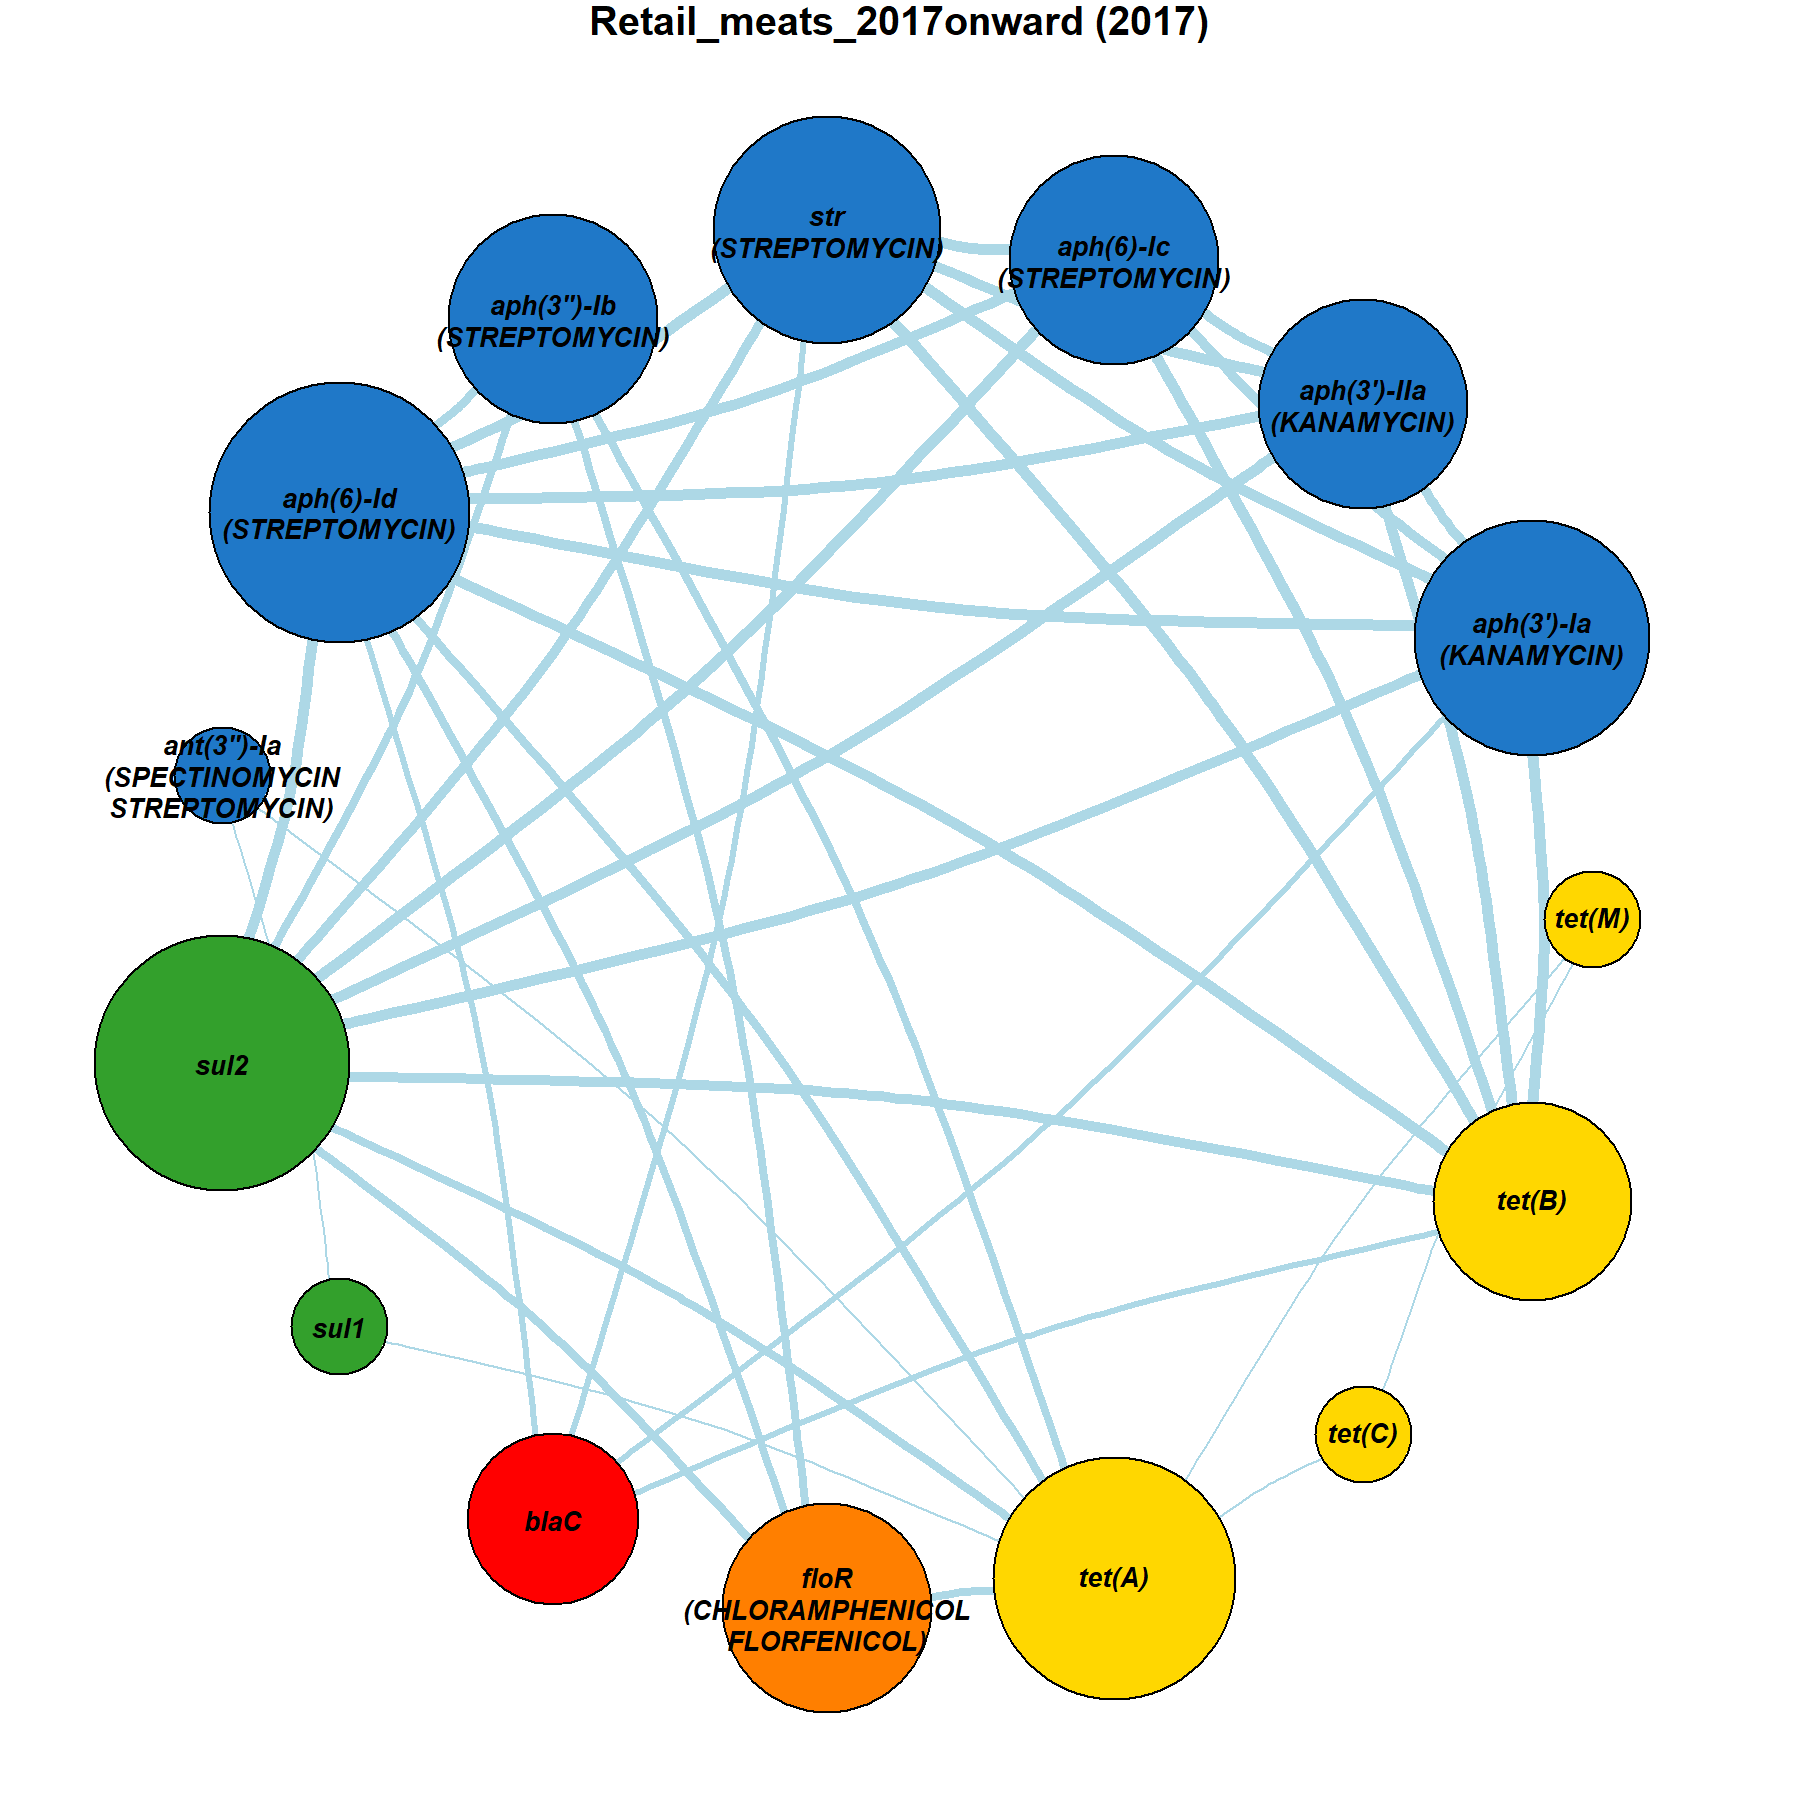 Retail_meats_2017onward (2017)
str
(STREPTOMYCIN)
aph(6)-Ic
(STREPTOMYCIN)
aph(3'')-Ib
(STREPTOMYCIN)
aph(3')-IIa
(KANAMYCIN)
aph(6)-Id
(STREPTOMYCIN)
aph(3')-Ia
(KANAMYCIN)
ant(3'')-Ia
(SPECTINOMYCIN
STREPTOMYCIN)
tet(M)
sul2
tet(B)
sul1
tet(C)
blaC
floR
(CHLORAMPHENICOL
FLORFENICOL)
tet(A)